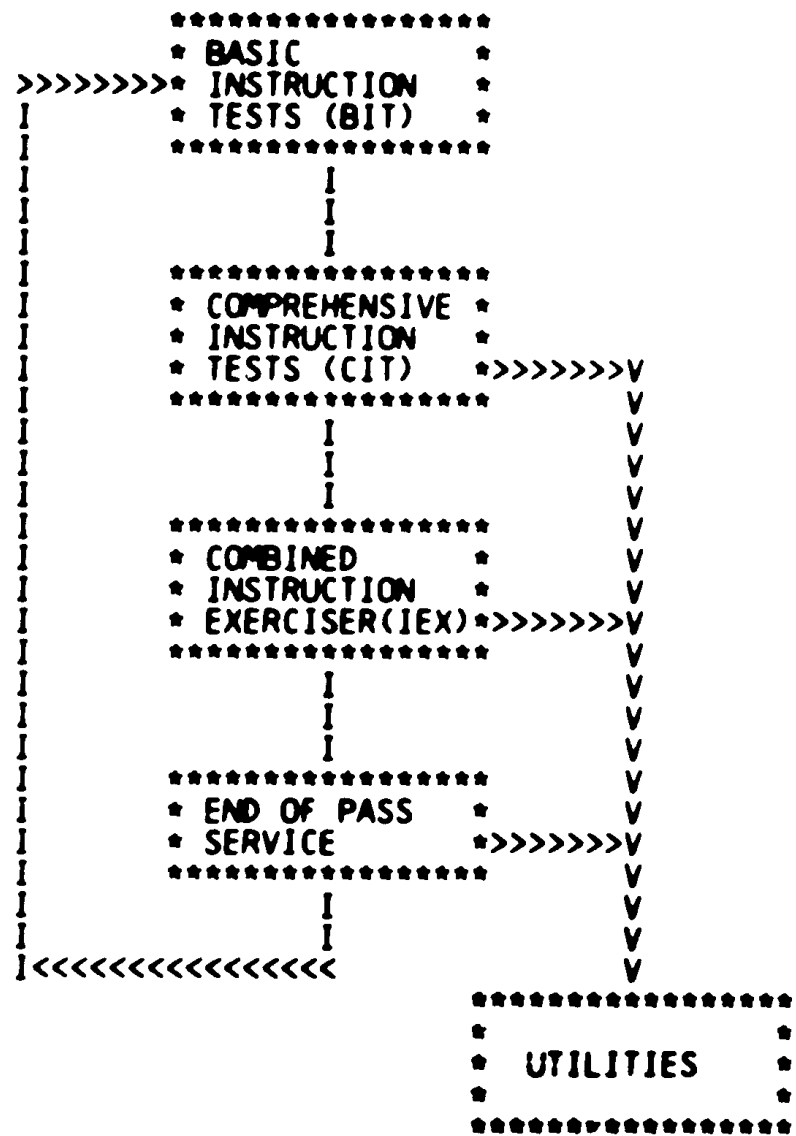 ****************
* BASIC *
>>>>>>>>* INSTRUCTION *
I * TESTS (BIT) *
I ****************
I I
I I
I I
I ****************
I * COMPREHENSIVE *
I * INSTRUCTION *
I * TESTS (CIT) *>>>>>>>V
I **************** V
I I V
I I V
I I V
I **************** V
I * COMBINED * V
I * INSTRUCTION * V
I * EXERCISER(IEX)*>>>>>>>V
I **************** V
I I V
I I V
I I V
I **************** V
I * END OF PASS * V
I * SERVICE *>>>>>>>V
I **************** V
I I V
I I V
I<<<<<<<<<<<<<<<< V
****************
* *
* UTILITIES *
* *
****************